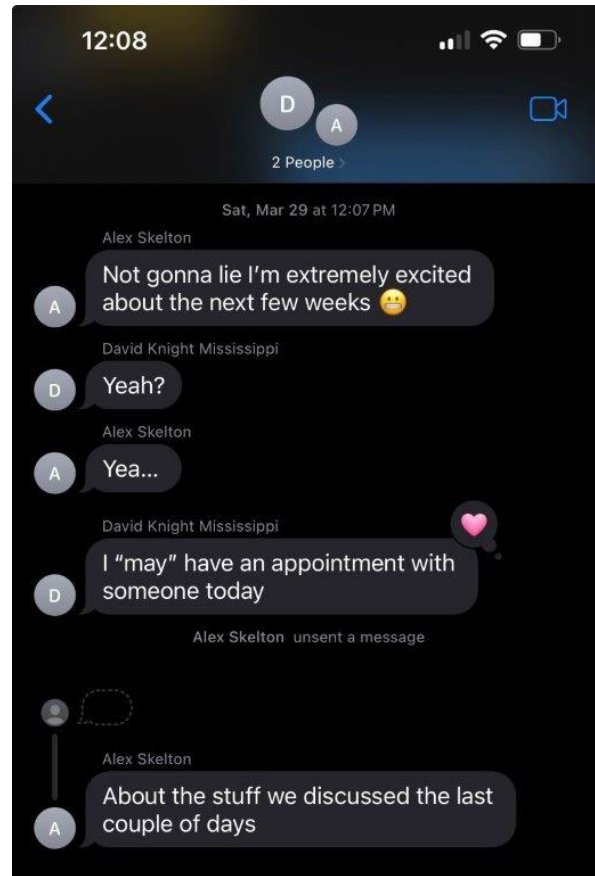 12:08
D
A
2 People >
Sat, Mar 29 at 12:07 PM
Alex Skelton
Not gonna lie I’m extremely excited
about the next few weeks 😬
A
David Knight Mississippi
Yeah?
D
Alex Skelton
Yea...
A
David Knight Mississippi
I “may” have an appointment with
someone today
D
Alex Skelton unsent a message
Alex Skelton
About the stuff we discussed the last
couple of days
A